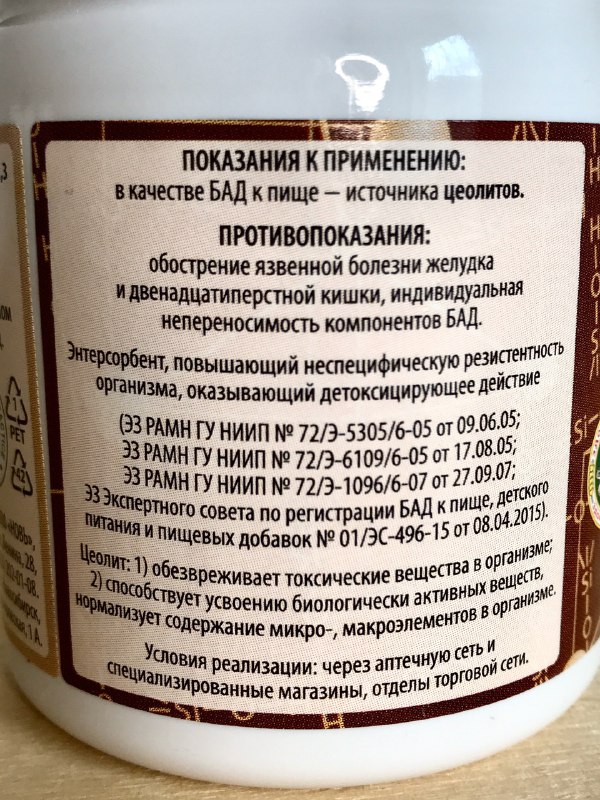 ПОКАЗАНИЯ К ПРИМЕНЕНИЮ:
в качестве БАД к пище – источника цеолитов.
ПРОТИВОПОКАЗАНИЯ:
обострение язвенной болезни желудка
и двенадцатиперстной кишки, индивидуальная
непереносимость компонентов БАД.
Энтерсорбент, повышающий неспецифическую резистентность
организма, оказывающий детоксицирующее действие
(ЭЗ РАМН ГУ НИИП № 72/Э-5305/6-05 от 09.06.05;
ЭЗ РАМН ГУ НИИП № 72/Э-6109/6-05 от 17.08.05;
ЭЗ РАМН ГУ НИИП № 72/Э-1096/6-07 от 27.09.07;
ЭЗ Экспертного совета по регистрации БАД к пище, детского
питания и пищевых добавок № 01/ЭС-496-15 от 08.04.2015).
Цеолит: 1) обезвреживает токсические вещества в организме;
2) способствует усвоению биологически активных веществ,
нормализует содержание микро-, макроэлементов в организме.
Условия реализации: через аптечную сеть и
специализированные магазины, отделы торговой сети.
1
PET
«НОВЬ»,
28,
1 А.